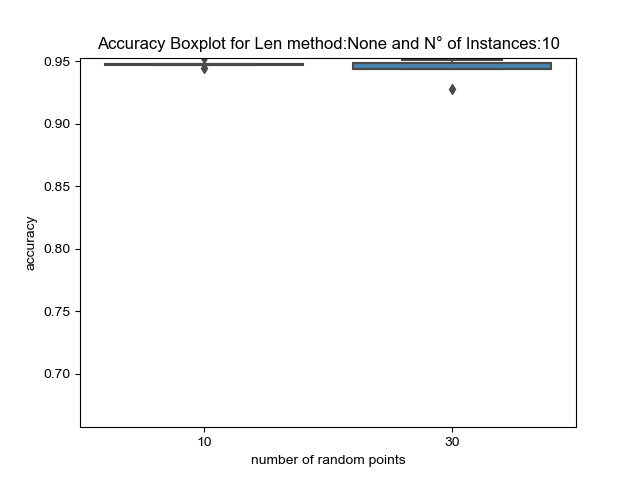 Accuracy Boxplot for Len method:None and N° of Instances:10
0.95
0.90
0.85
0.80
0.75
0.70
accuracy
10 30
number of random points